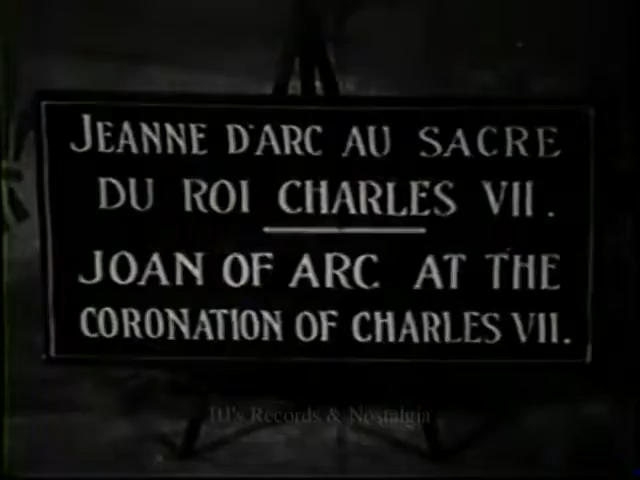 JEANNE D'ARC AU SACRE
DU ROI CHARLES VII.
JOAN OF ARC AT THE
CORONATION OF CHARLES VII.
JJ's Records & Nostalgia